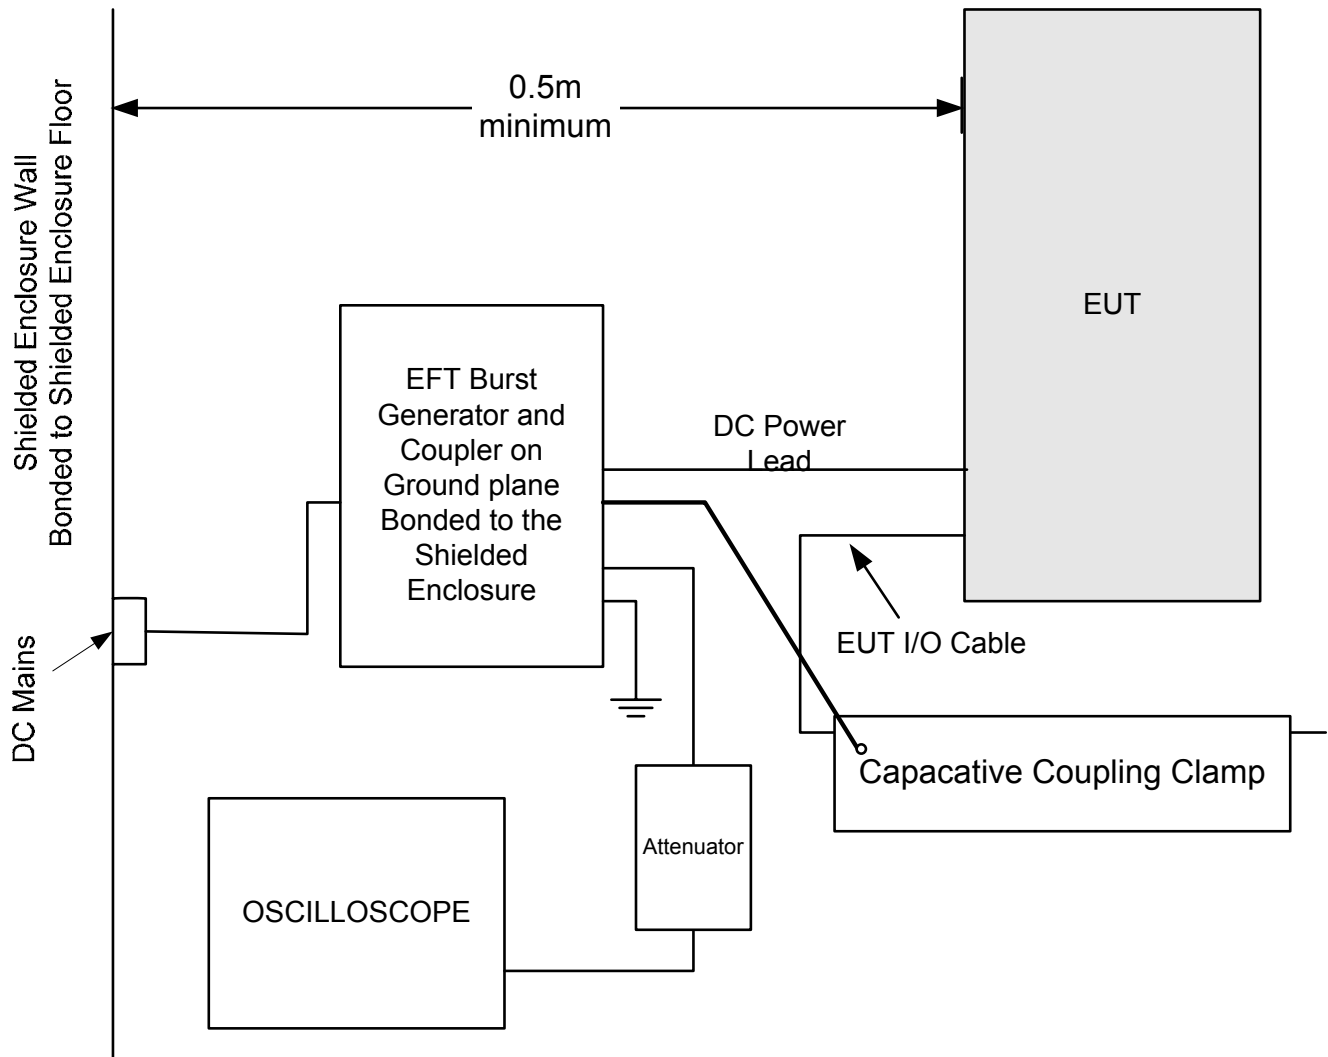 Shielded Enclosure Wall
Bonded to Shielded Enclosure Floor
0.5m
minimum
EUT
EFT Burst
Generator and
Coupler on
Ground plane
Bonded to the
Shielded
Enclosure
DC Power
Lead
EUT I/O Cable
DC Mains
Capacative Coupling Clamp
Attenuator
OSCILLOSCOPE